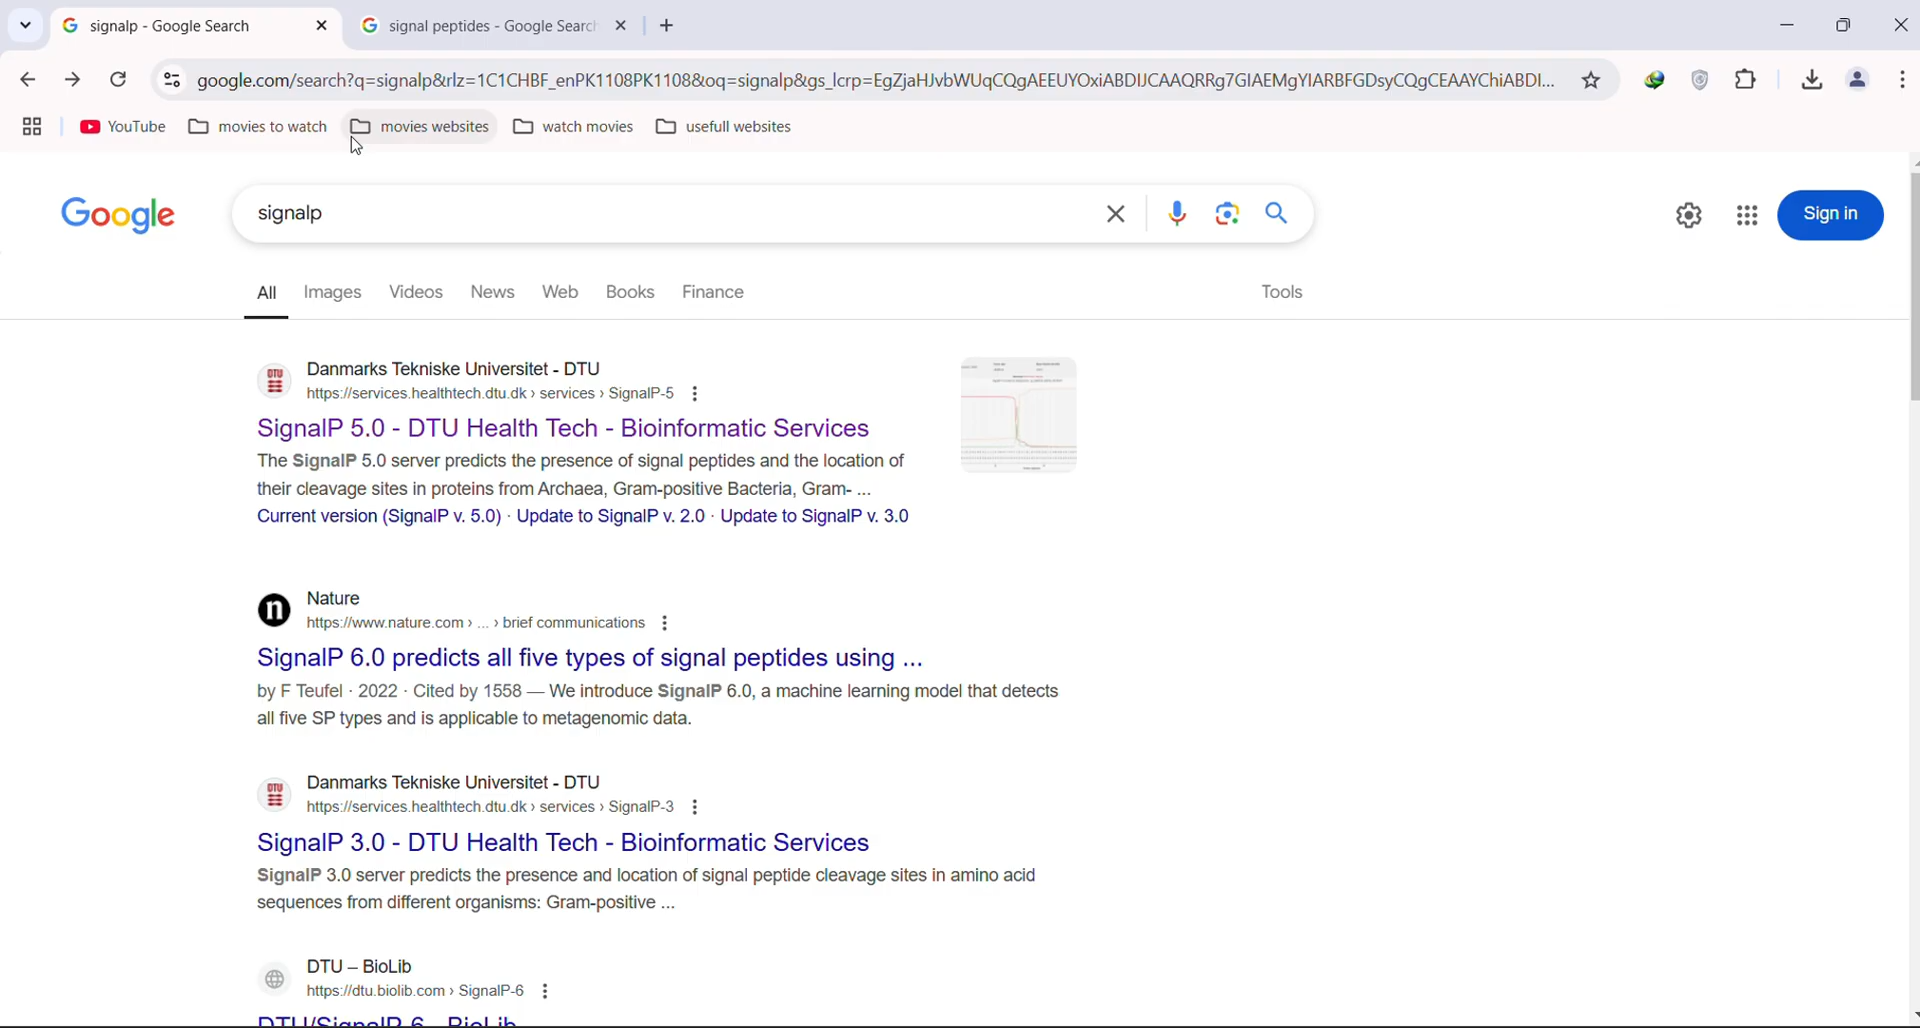 signalp - Google Search
signal peptides - Google Search
google.com/search?q=signalp&rlz=1C1CHBF_enPK1108PK1108&oq=signalp&gs_lcrp=EgZjaHJvbWUqCQgAEEUYOxiABDIJCAAQRRg7GIAEMgYIARBFGDsyCQgCEAAYChiABDI...
YouTube movies to watch movies websites watch movies usefull websites
Google
signalp
Sign in
All Images Videos News Web Books Finance Tools
DTU
Danmarks Tekniske Universitet - DTU
https://services.healthtech.dtu.dk › services › SignalP-5
SignalP 5.0 - DTU Health Tech - Bioinformatic Services
The SignalP 5.0 server predicts the presence of signal peptides and the location of
their cleavage sites in proteins from Archaea, Gram-positive Bacteria, Gram- ...
Current version (SignalP v. 5.0) · Update to SignalP v. 2.0 · Update to SignalP v. 3.0
n
Nature
https://www.nature.com › ... › brief communications
SignalP 6.0 predicts all five types of signal peptides using ...
by F Teufel · 2022 · Cited by 1558 — We introduce SignalP 6.0, a machine learning model that detects
all five SP types and is applicable to metagenomic data.
DTU
Danmarks Tekniske Universitet - DTU
https://services.healthtech.dtu.dk › services › SignalP-3
SignalP 3.0 - DTU Health Tech - Bioinformatic Services
SignalP 3.0 server predicts the presence and location of signal peptide cleavage sites in amino acid
sequences from different organisms: Gram-positive ...
DTU – BioLib
https://dtu.biolib.com › SignalP-6
DTU/SignalP-6 - BioLib